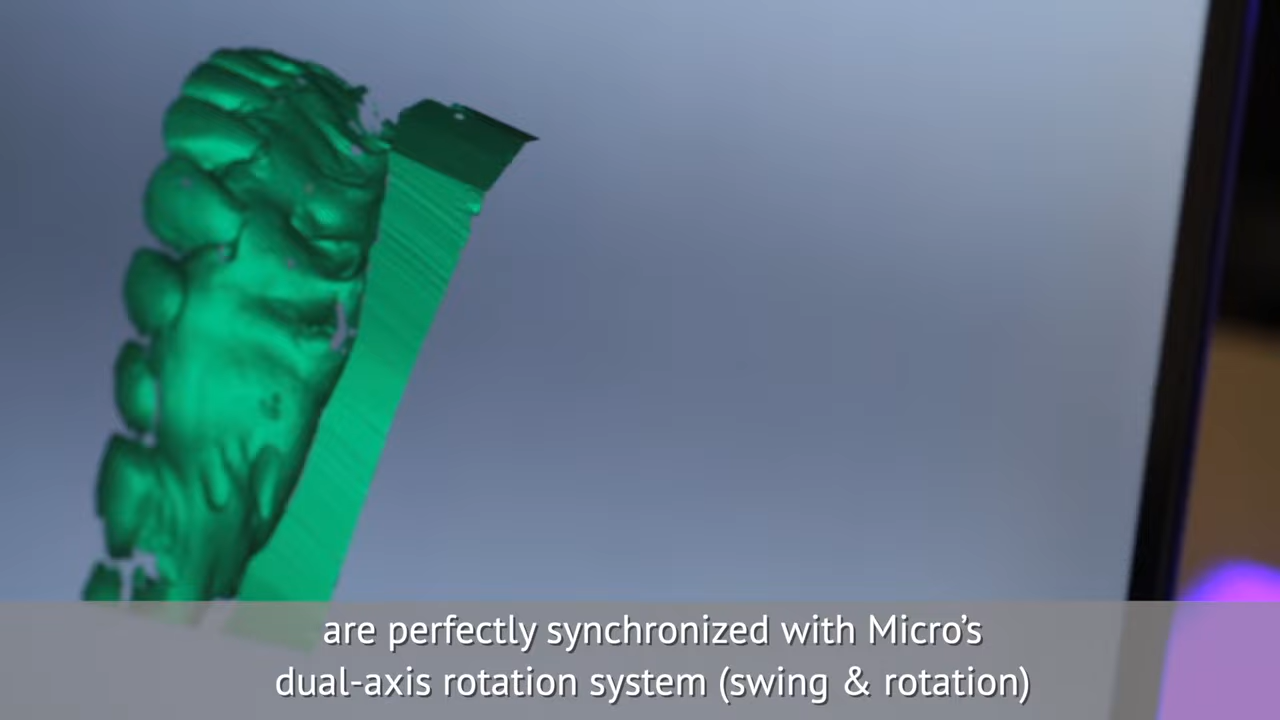 are perfectly synchronized with Micro’s
dual-axis rotation system (swing & rotation)